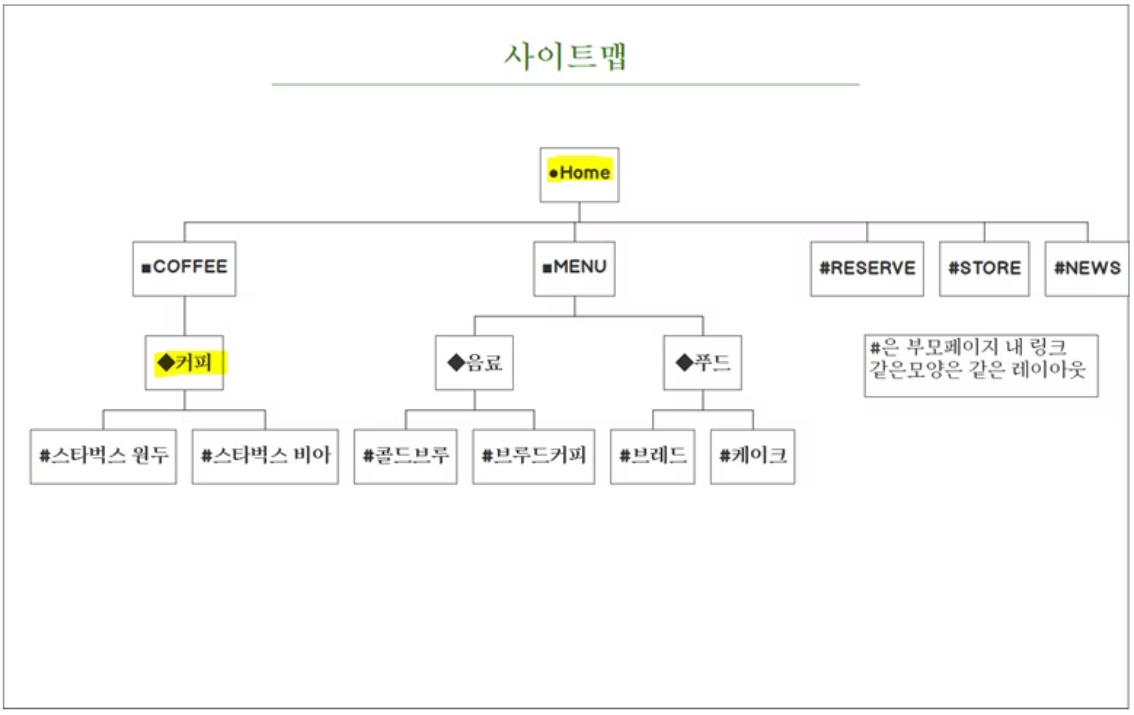 사이트맵
●Home
■COFFEE
■MENU
#RESERVE
#STORE
#NEWS
◆커피
◆음료
◆푸드
#은 부모페이지 내 링크
같은모양은 같은 레이아웃
#스타벅스 원두
#스타벅스 비아
#콜드브루
#브루드커피
#브레드
#케이크